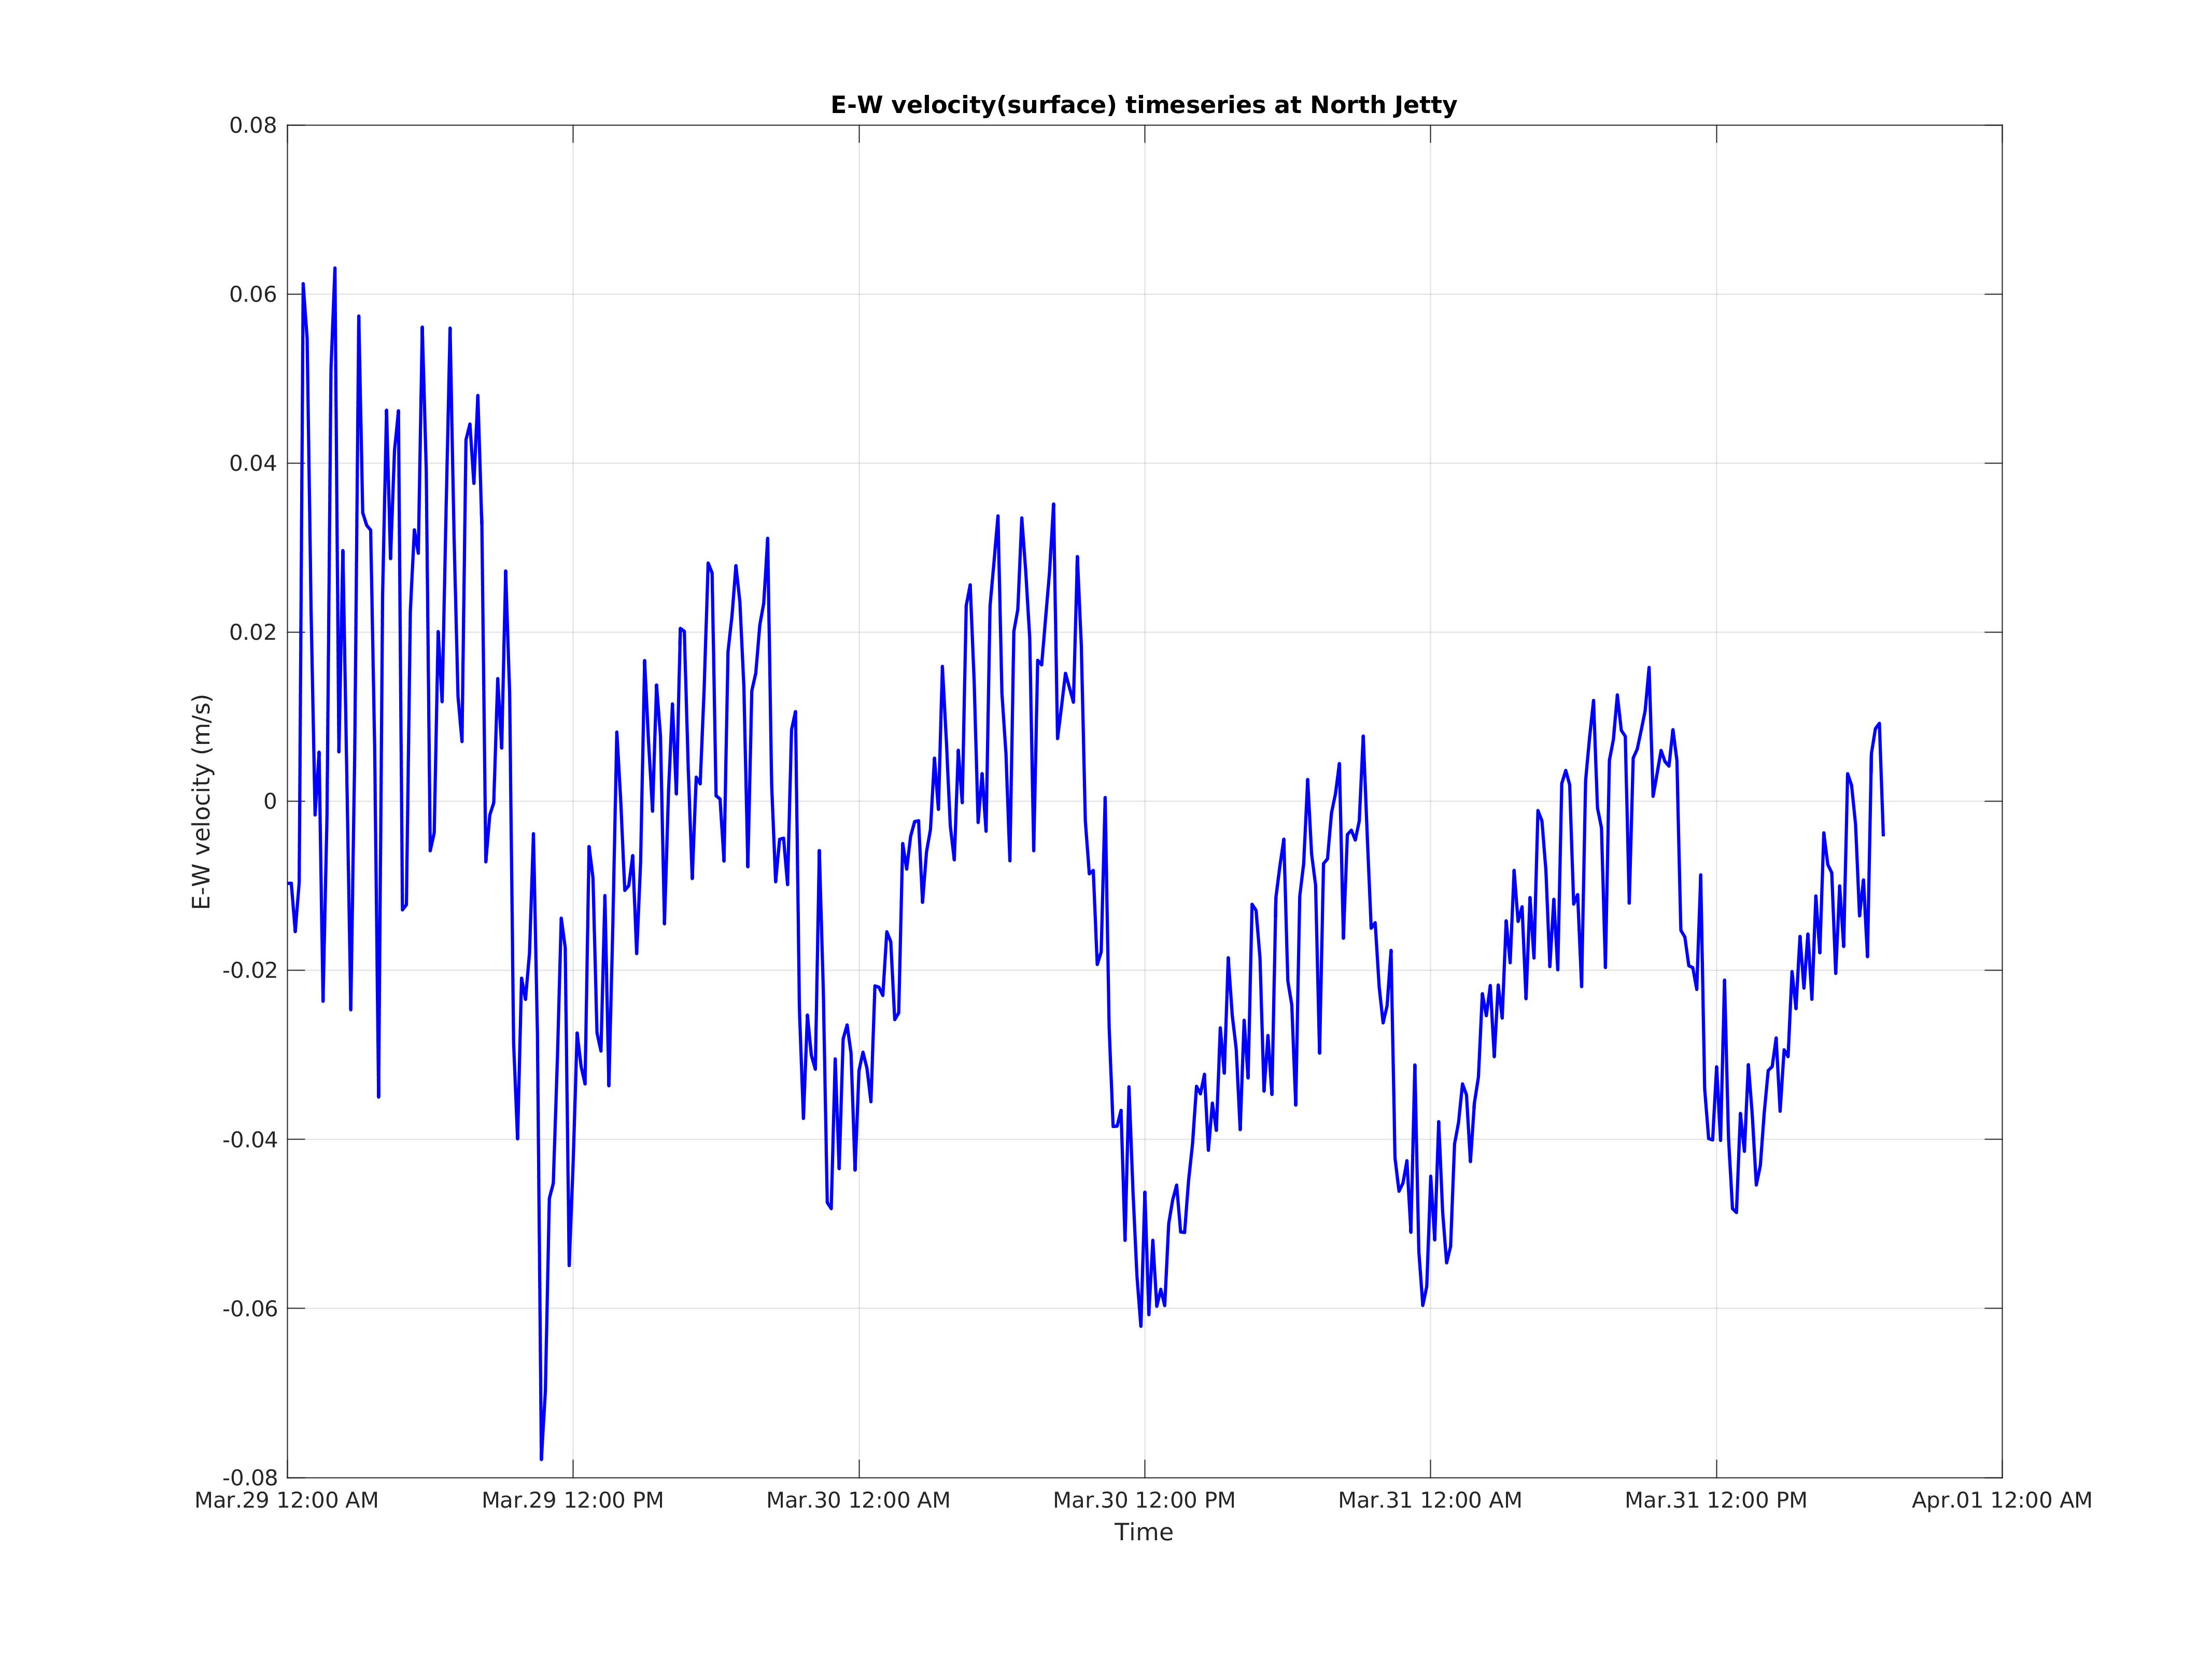 E-W velocity(surface) timeseries at North Jetty
0.08
0.06
0.04
0.02
0
-0.02
-0.04
-0.06
-0.08
E-W velocity (m/s)
Mar.29 12:00 AM
Mar.29 12:00 PM
Mar.30 12:00 AM
Mar.30 12:00 PM
Mar.31 12:00 AM
Mar.31 12:00 PM
Apr.01 12:00 AM
Time